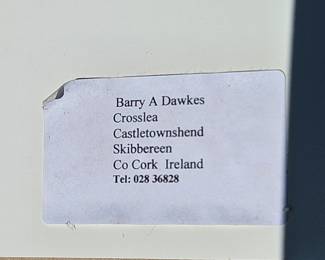 Barry A Dawkes
Crosslea
Castletownshend
Skibbereen
Co Cork Ireland
Tel: 028 36828